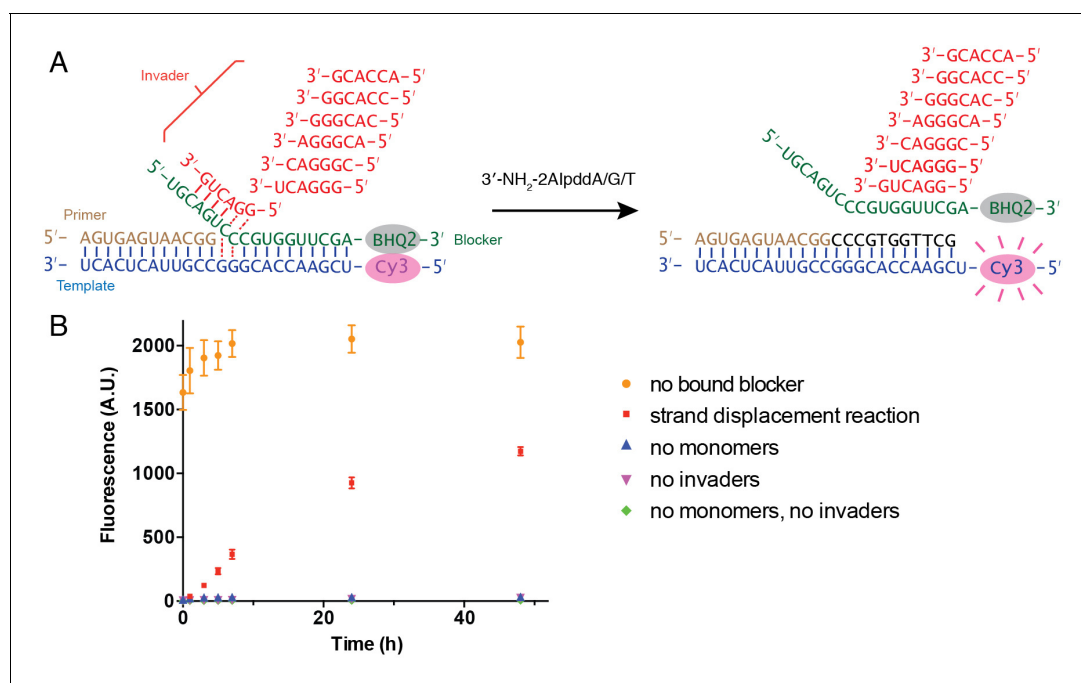 A
Invader
3′-GCACCA-5′
3′-GGCACC-5′
3′-GGGCAC-5′
3′-AGGGCA-5′
3′-CAGGGC-5′
3′-UCAGGG-5′
3′-GUCAGG-5′
5′-UGCAGUCCCGUGGUUCGA-BHQ2-3′ Blocker
Primer
5′- AGUGAGUAACGG
3′- UCACUCAUUGCCGGGCACCAAGCU- Cy3 -5′
Template
3′-NH2-2AIpddA/G/T
3′-GCACCA-5′
3′-GGCACC-5′
3′-GGGCAC-5′
3′-AGGGCA-5′
3′-CAGGGC-5′
3′-UCAGGG-5′
3′-GUCAGG-5′
5′-UGCAGUCCCGUGGUUCGA- BHQ2 -3′
5′- AGUGAGUAACGGCCCGTGGTTCG
3′- UCACUCAUUGCCGGGCACCAAGCU- Cy3 -5′
B
Fluorescence (A.U.)
2000
1500
1000
500
0
0 20 40
Time (h)
no bound blocker
strand displacement reaction
no monomers
no invaders
no monomers, no invaders